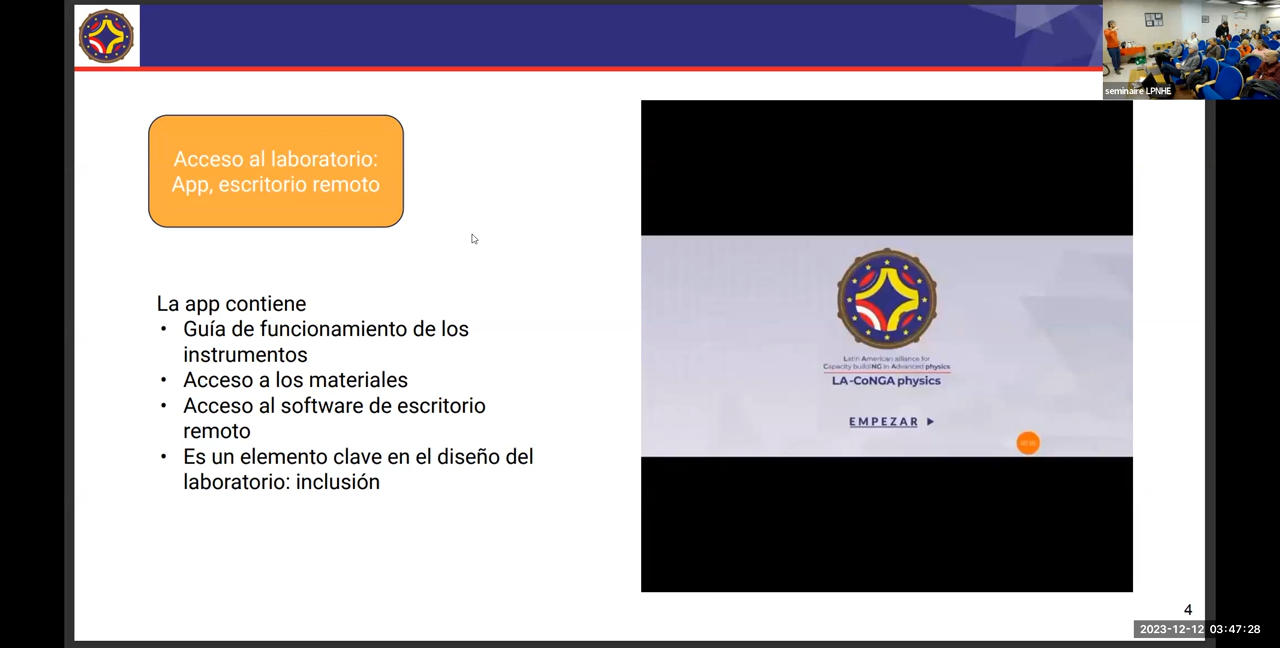 seminaire LPNHE
Acceso al laboratorio:
App, escritorio remoto
La app contiene
• Guía de funcionamiento de los
instrumentos
• Acceso a los materiales
• Acceso al software de escritorio
remoto
• Es un elemento clave en el diseño del
laboratorio: inclusión
Latin American alliance for
Capacity buildiNG in Advanced physics
LA-CoNGA physics
EMPEZAR
4
2023-12-12 03:47:28